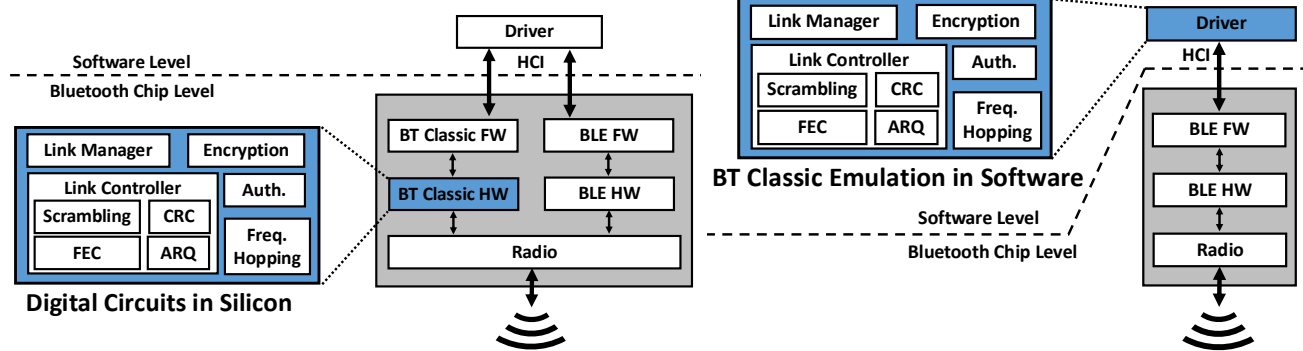 Driver
HCI
Software Level
Bluetooth Chip Level
BT Classic FW
BLE FW
BT Classic HW
BLE HW
Radio
Link Manager
Encryption
Link Controller
Auth.
Scrambling
CRC
FEC
ARQ
Freq.
Hopping
Digital Circuits in Silicon
Link Manager
Encryption
Link Controller
Auth.
Scrambling
CRC
FEC
ARQ
Freq.
Hopping
BT Classic Emulation in Software
Driver
HCI
BLE FW
BLE HW
Software Level
Bluetooth Chip Level
Radio